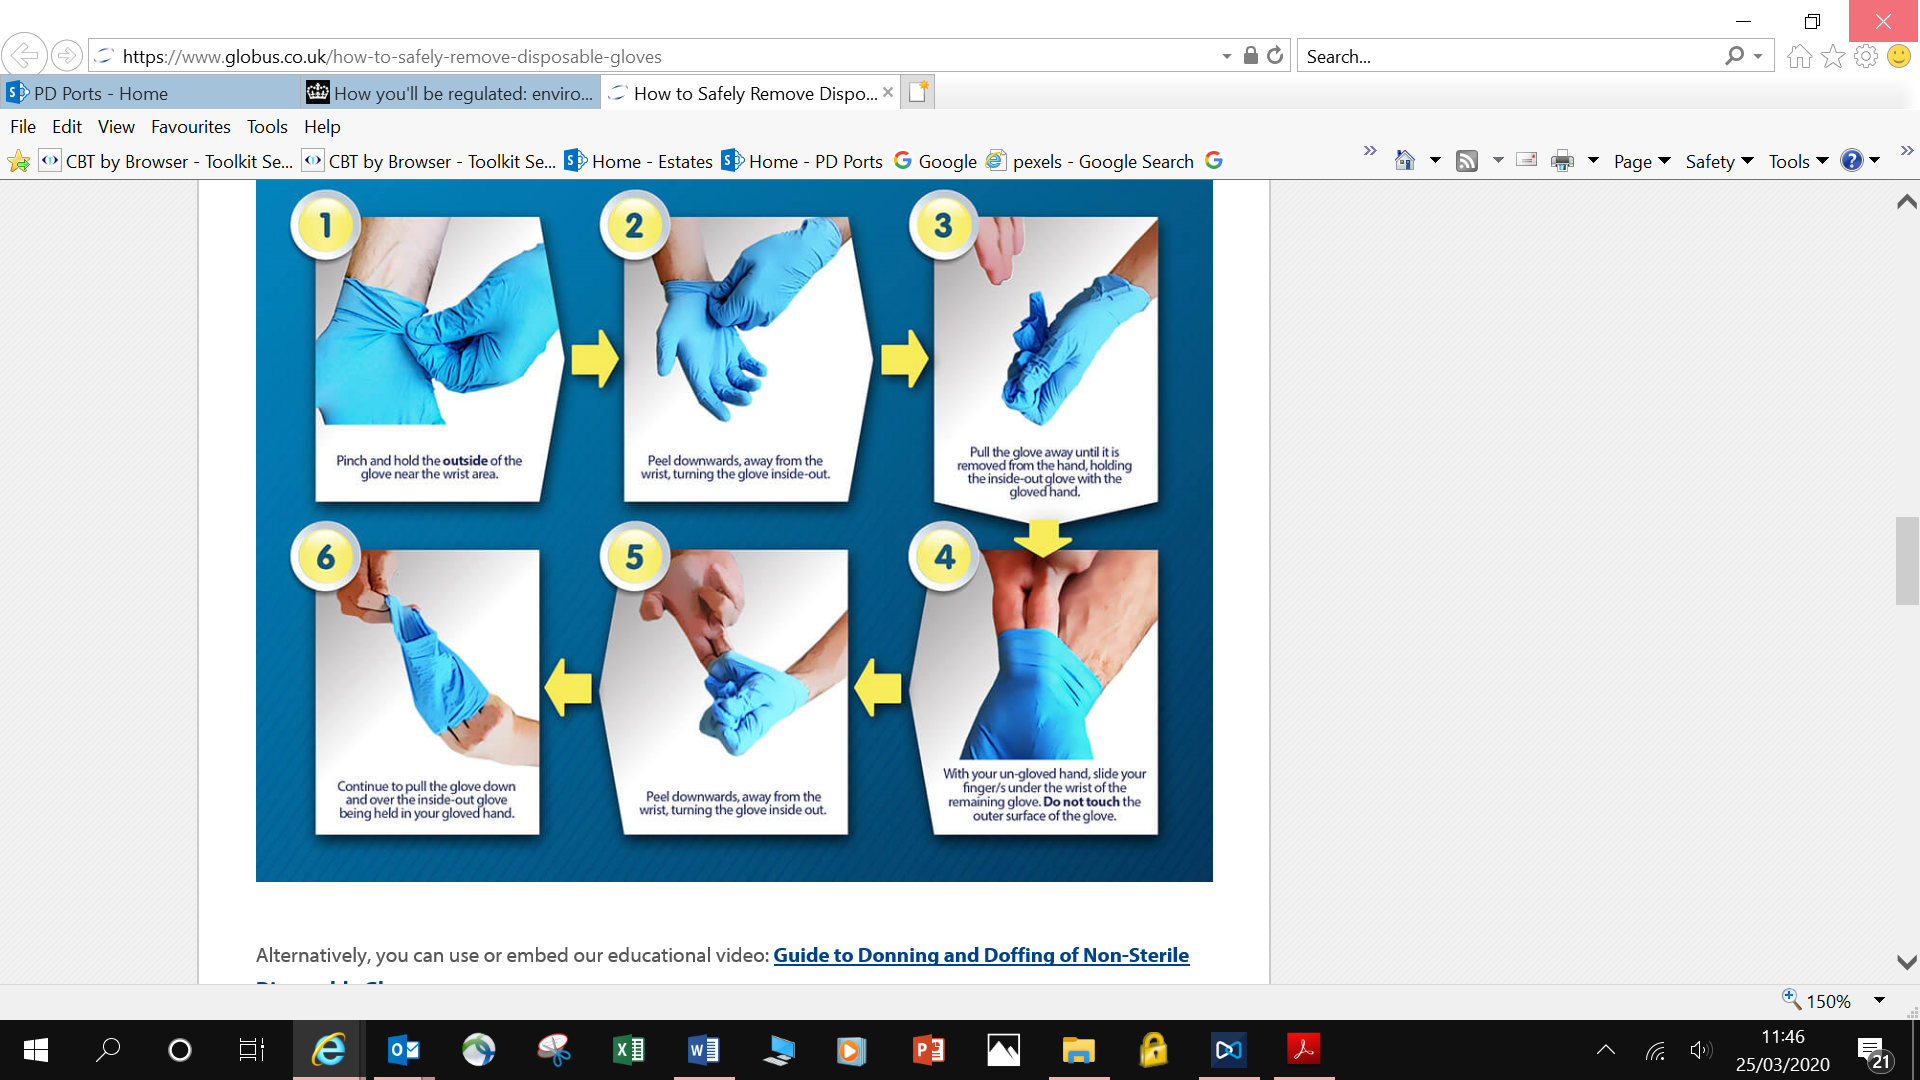 https://www.globus.co.uk/how-to-safely-remove-disposable-gloves
Search...
PD Ports - Home
How you'll be regulated: enviro...
How to Safely Remove Dispo...
File Edit View Favourites Tools Help
CBT by Browser - Toolkit Se...
CBT by Browser - Toolkit Se...
Home - Estates
Home - PD Ports
Google
pexels - Google Search
Page
Safety
Tools
1
Pinch and hold the outside of the
glove near the wrist area.
2
Peel downwards, away from the
wrist, turning the glove inside-out.
3
Pull the glove away until it is
removed from the hand, holding
the inside-out glove with the
gloved hand.
4
With your un-gloved hand, slide your
finger/s under the wrist of the
remaining glove. Do not touch the
outer surface of the glove.
5
Peel downwards, away from the
wrist, turning the glove inside out.
6
Continue to pull the glove down
and over the inside-out glove
being held in your gloved hand.
Alternatively, you can use or embed our educational video: Guide to Donning and Doffing of Non-Sterile
150%
11:46
25/03/2020
21